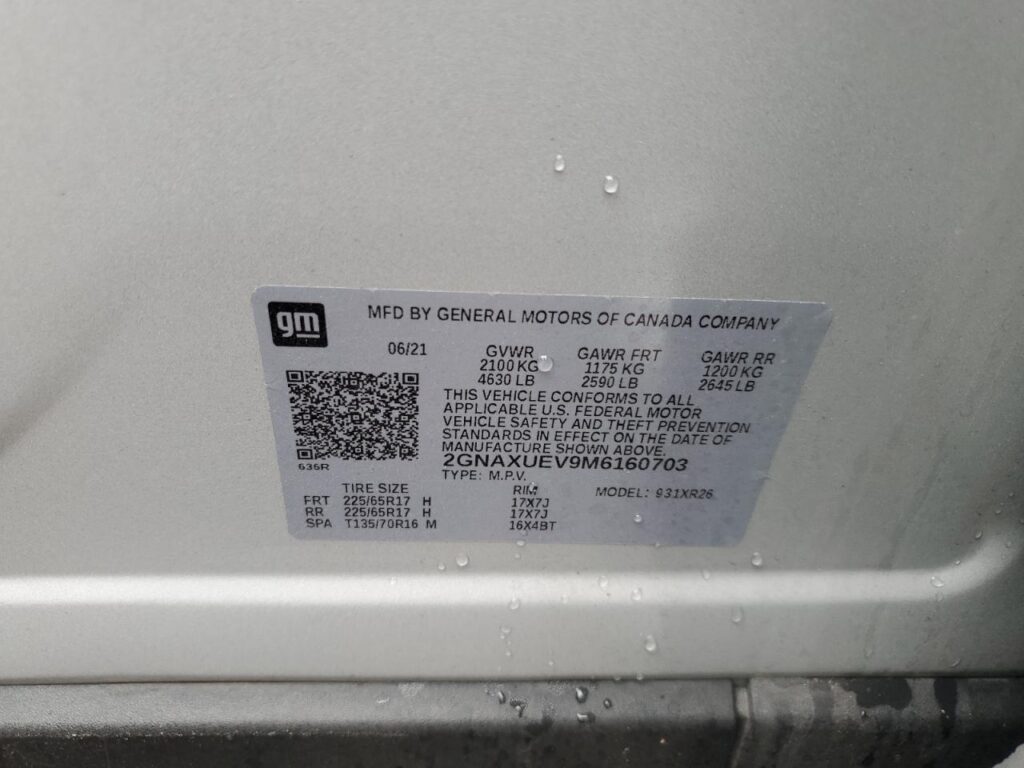 gm
MFD BY GENERAL MOTORS OF CANADA COMPANY
06/21 GVWR GAWR FRT GAWR RR
2100 KG 1175 KG 1200 KG
4630 LB 2590 LB 2645 LB
THIS VEHICLE CONFORMS TO ALL
APPLICABLE U.S. FEDERAL MOTOR
VEHICLE SAFETY AND THEFT PREVENTION
STANDARDS IN EFFECT ON THE DATE OF
MANUFACTURE SHOWN ABOVE.
636R
2GNAXUEV9M6160703
TYPE: M.P.V.
TIRE SIZE RIM MODEL: 931XR26
FRT 225/65R17 H 17X7J
RR 225/65R17 H 17X7J
SPA T135/70R16 M 16X4BT